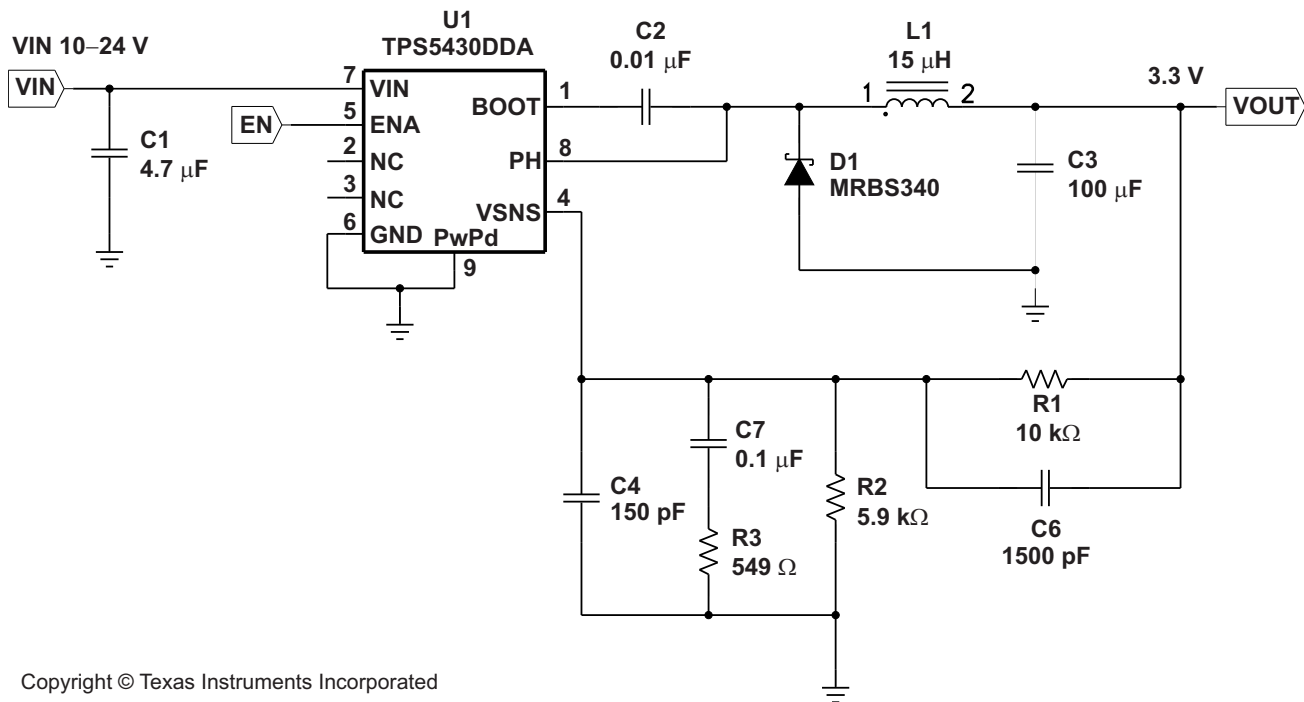 U1
TPS5430DDA
VIN 10–24 V
VIN
C1
4.7 μF
EN
7
5
2
3
6
VIN
ENA
NC
NC
GND
PwPd
9
BOOT
PH
VSNS
1
8
4
C2
0.01 μF
L1
15 μH
1
2
3.3 V
VOUT
D1
MRBS340
C3
100 μF
R1
10 kΩ
C6
1500 pF
C7
0.1 μF
C4
150 pF
R3
549 Ω
R2
5.9 kΩ
Copyright © Texas Instruments Incorporated